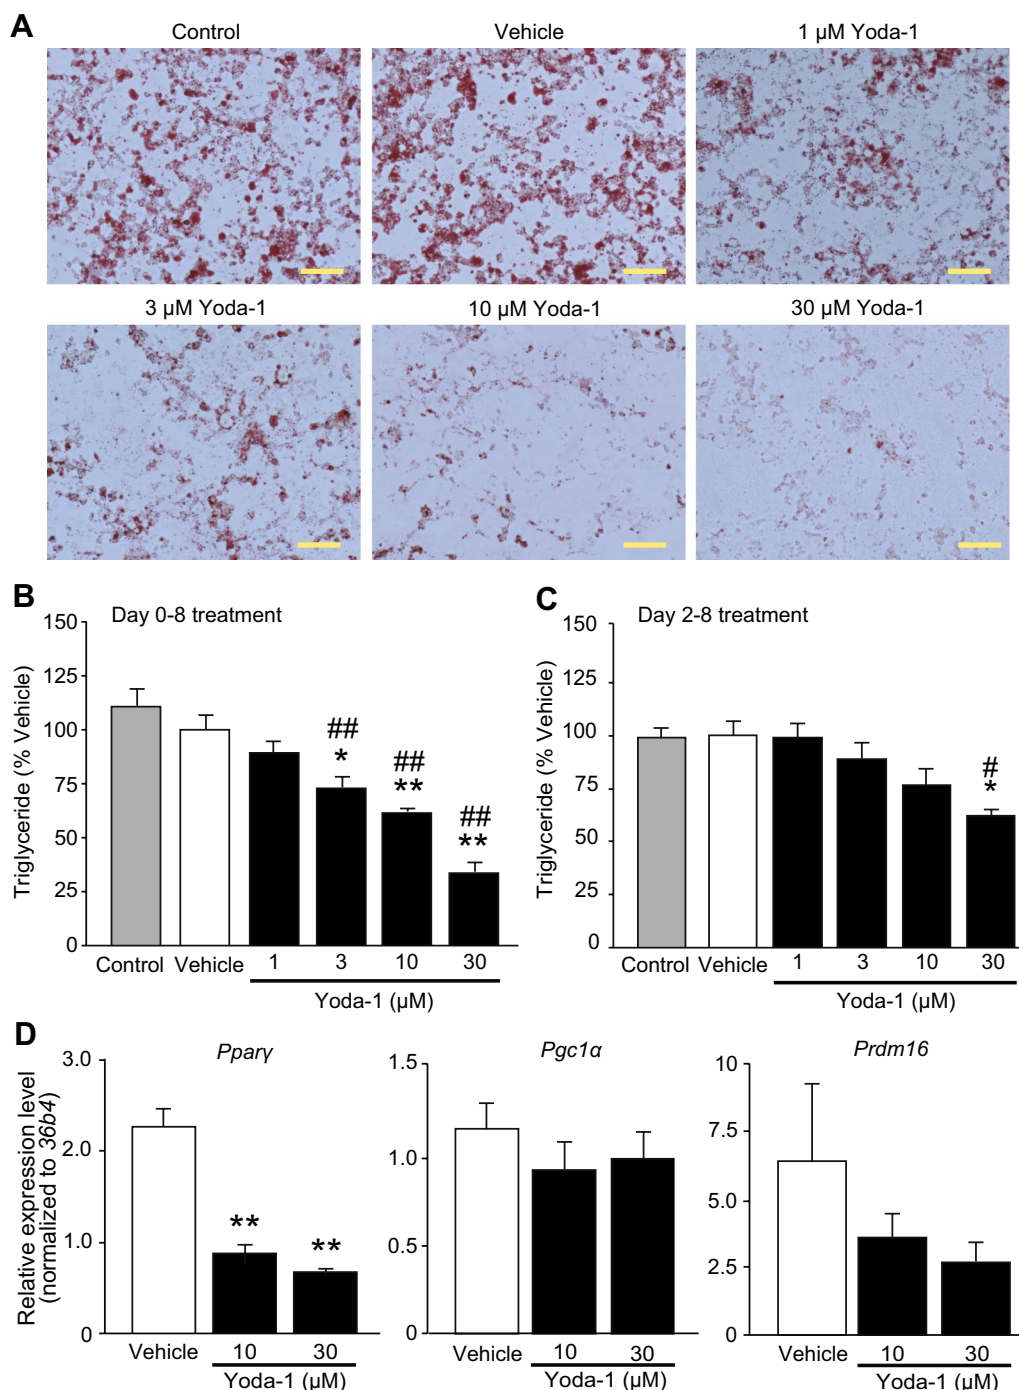 A
Control Vehicle 1 µM Yoda-1
3 µM Yoda-1 10 µM Yoda-1 30 µM Yoda-1
B
Day 0-8 treatment
Triglyceride (% Vehicle)
150
125
100
75
50
25
0
##
*
##
**
##
**
Control Vehicle 1 3 10 30
Yoda-1 (µM)
C
Day 2-8 treatment
Triglyceride (% Vehicle)
150
125
100
75
50
25
0
#
*
Control Vehicle 1 3 10 30
Yoda-1 (µM)
D
Relative expression level
(normalized to 36b4)
Pparγ
3.0
2.0
1.0
0
**
**
Vehicle 10 30
Yoda-1 (µM)
Pgc1α
1.5
1.0
0.5
0
Vehicle 10 30
Yoda-1 (µM)
Prdm16
10
7.5
5.0
2.5
0
Vehicle 10 30
Yoda-1 (µM)